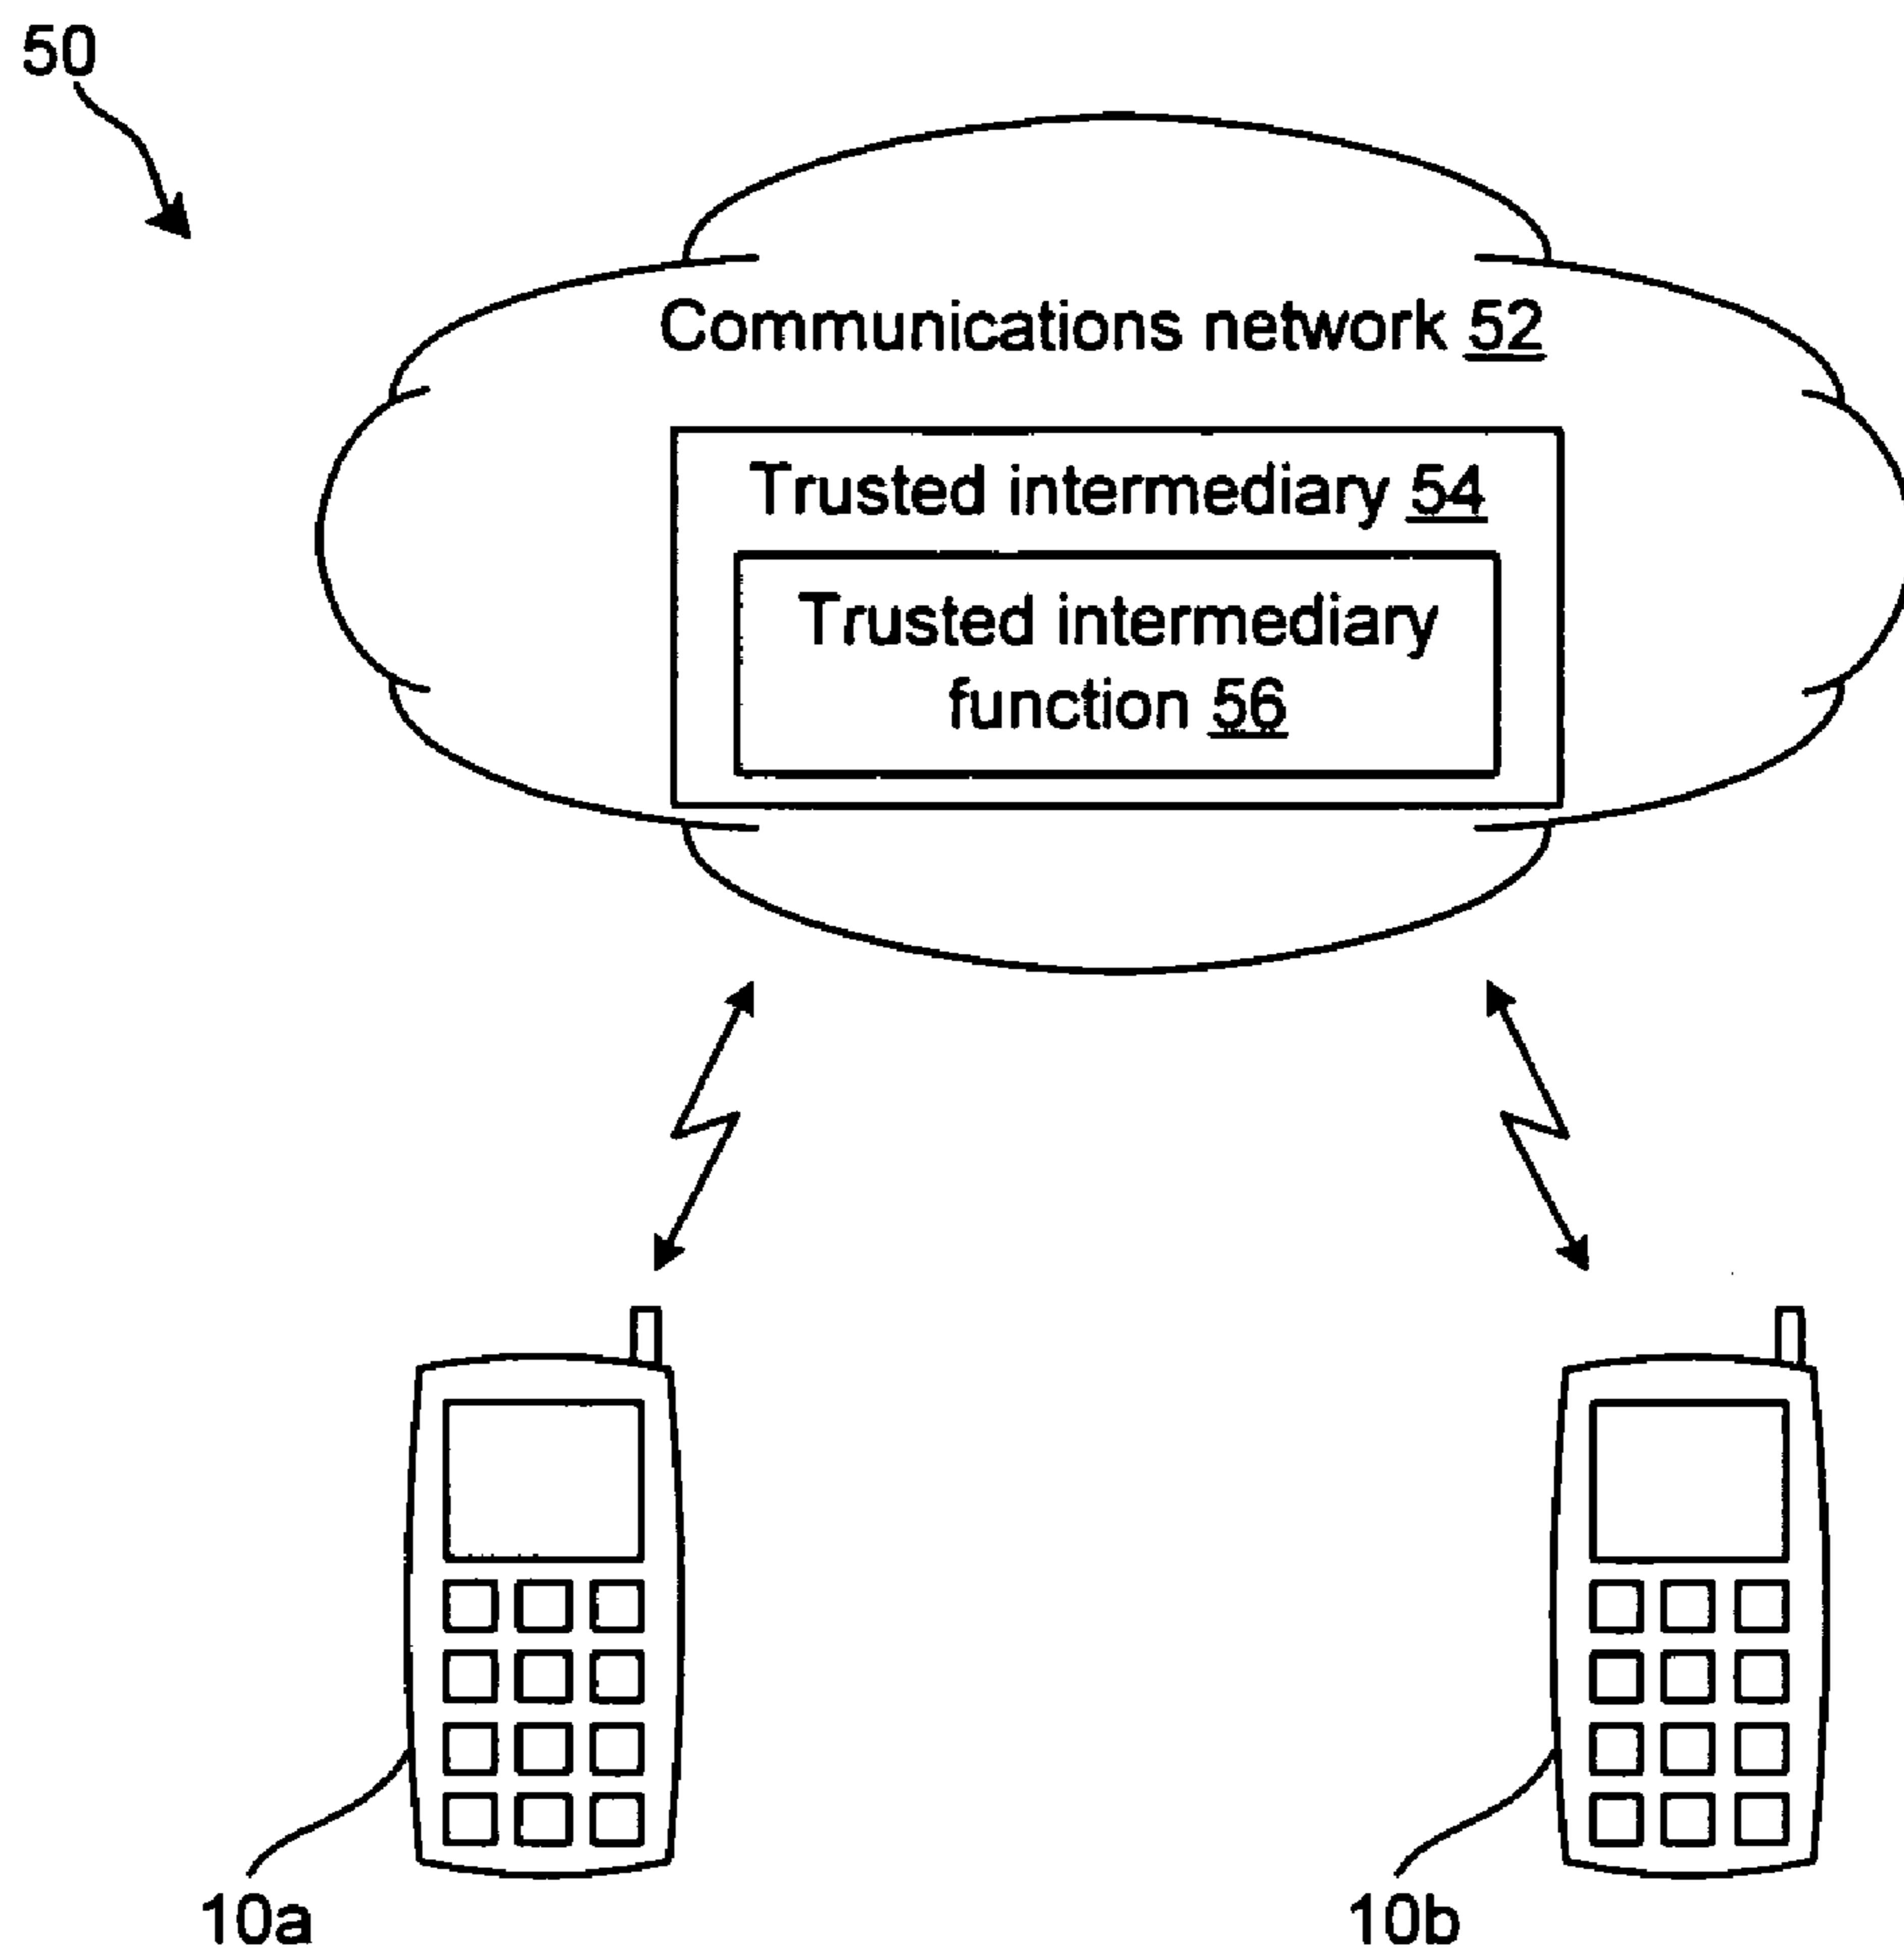 50
Communications network 52
Trusted intermediary 54
Trusted intermediary
function 56
10a
10b